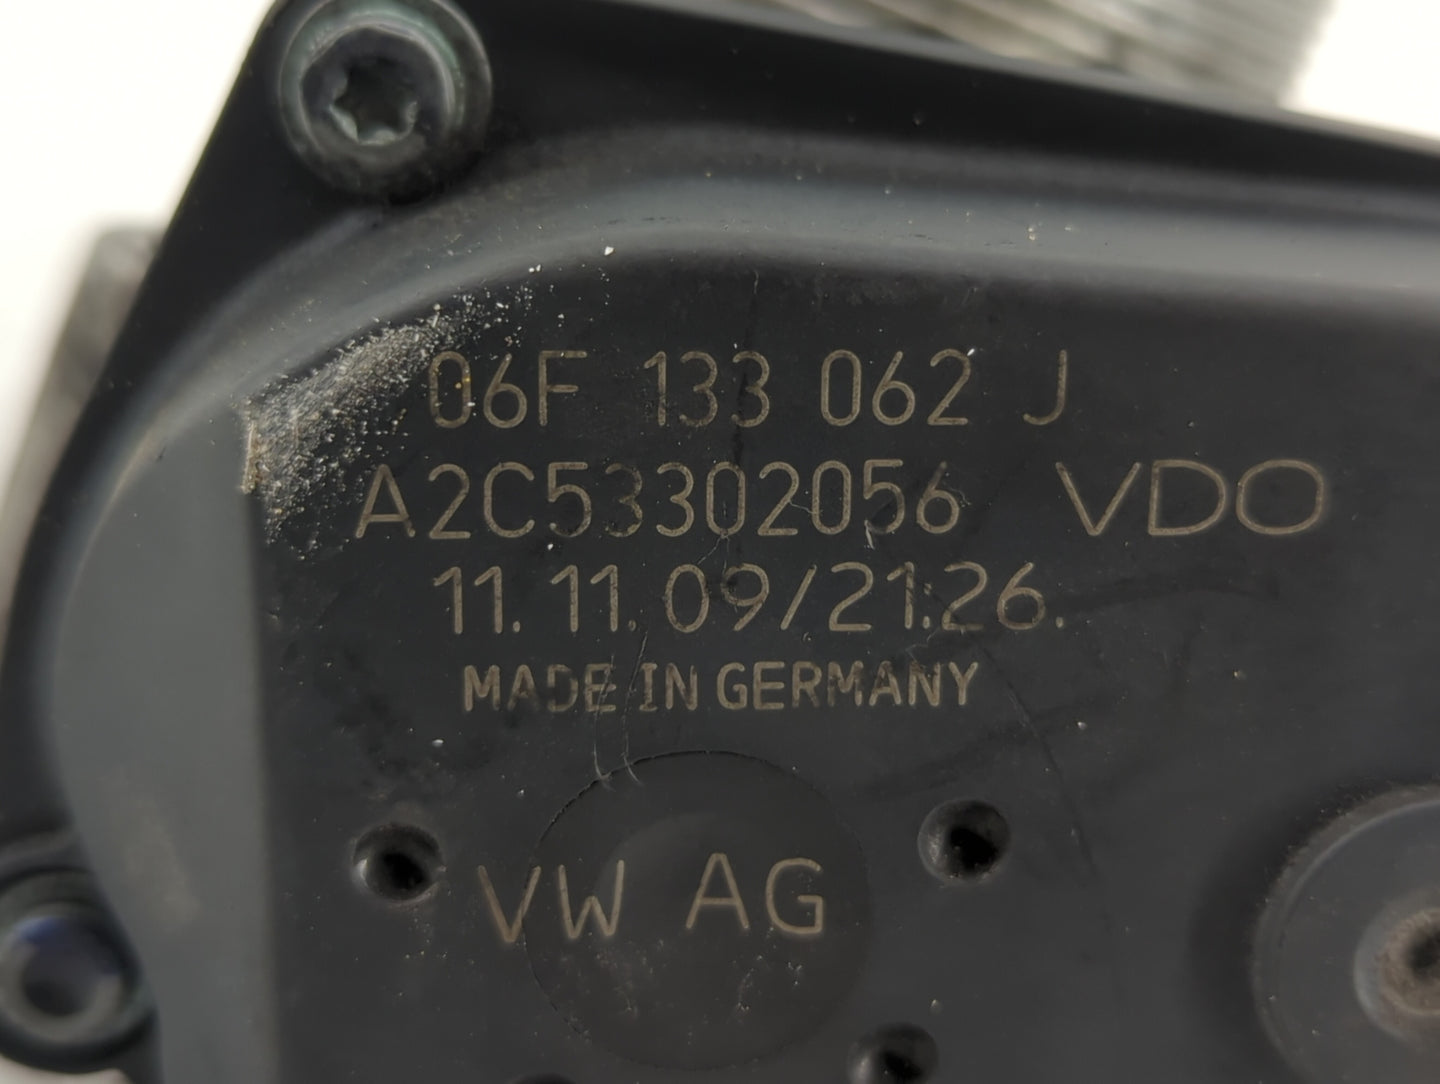 06F 133 062 J
A2C53302056 VDO
11.11.09/21:26.
MADE IN GERMANY
VW AG